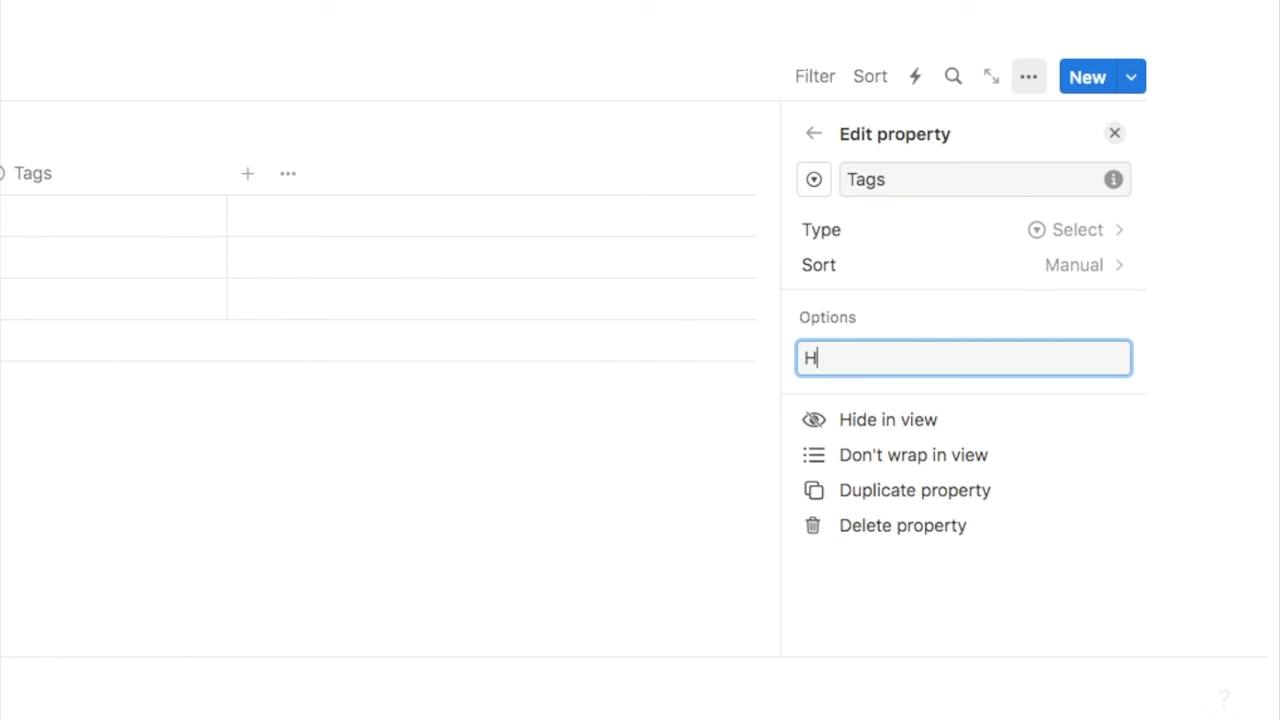 Filter Sort New
Edit property
Tags
Tags
Type Select
Sort Manual
Options
H
Hide in view
Don't wrap in view
Duplicate property
Delete property
?